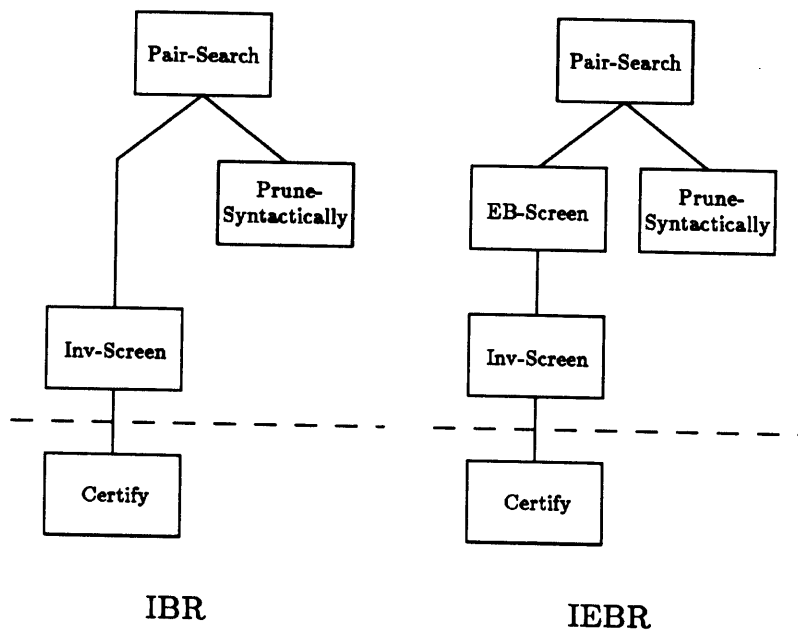 Pair-Search
Prune-
Syntactically
Inv-Screen
Certify
IBR
Pair-Search
EB-Screen
Prune-
Syntactically
Inv-Screen
Certify
IEBR